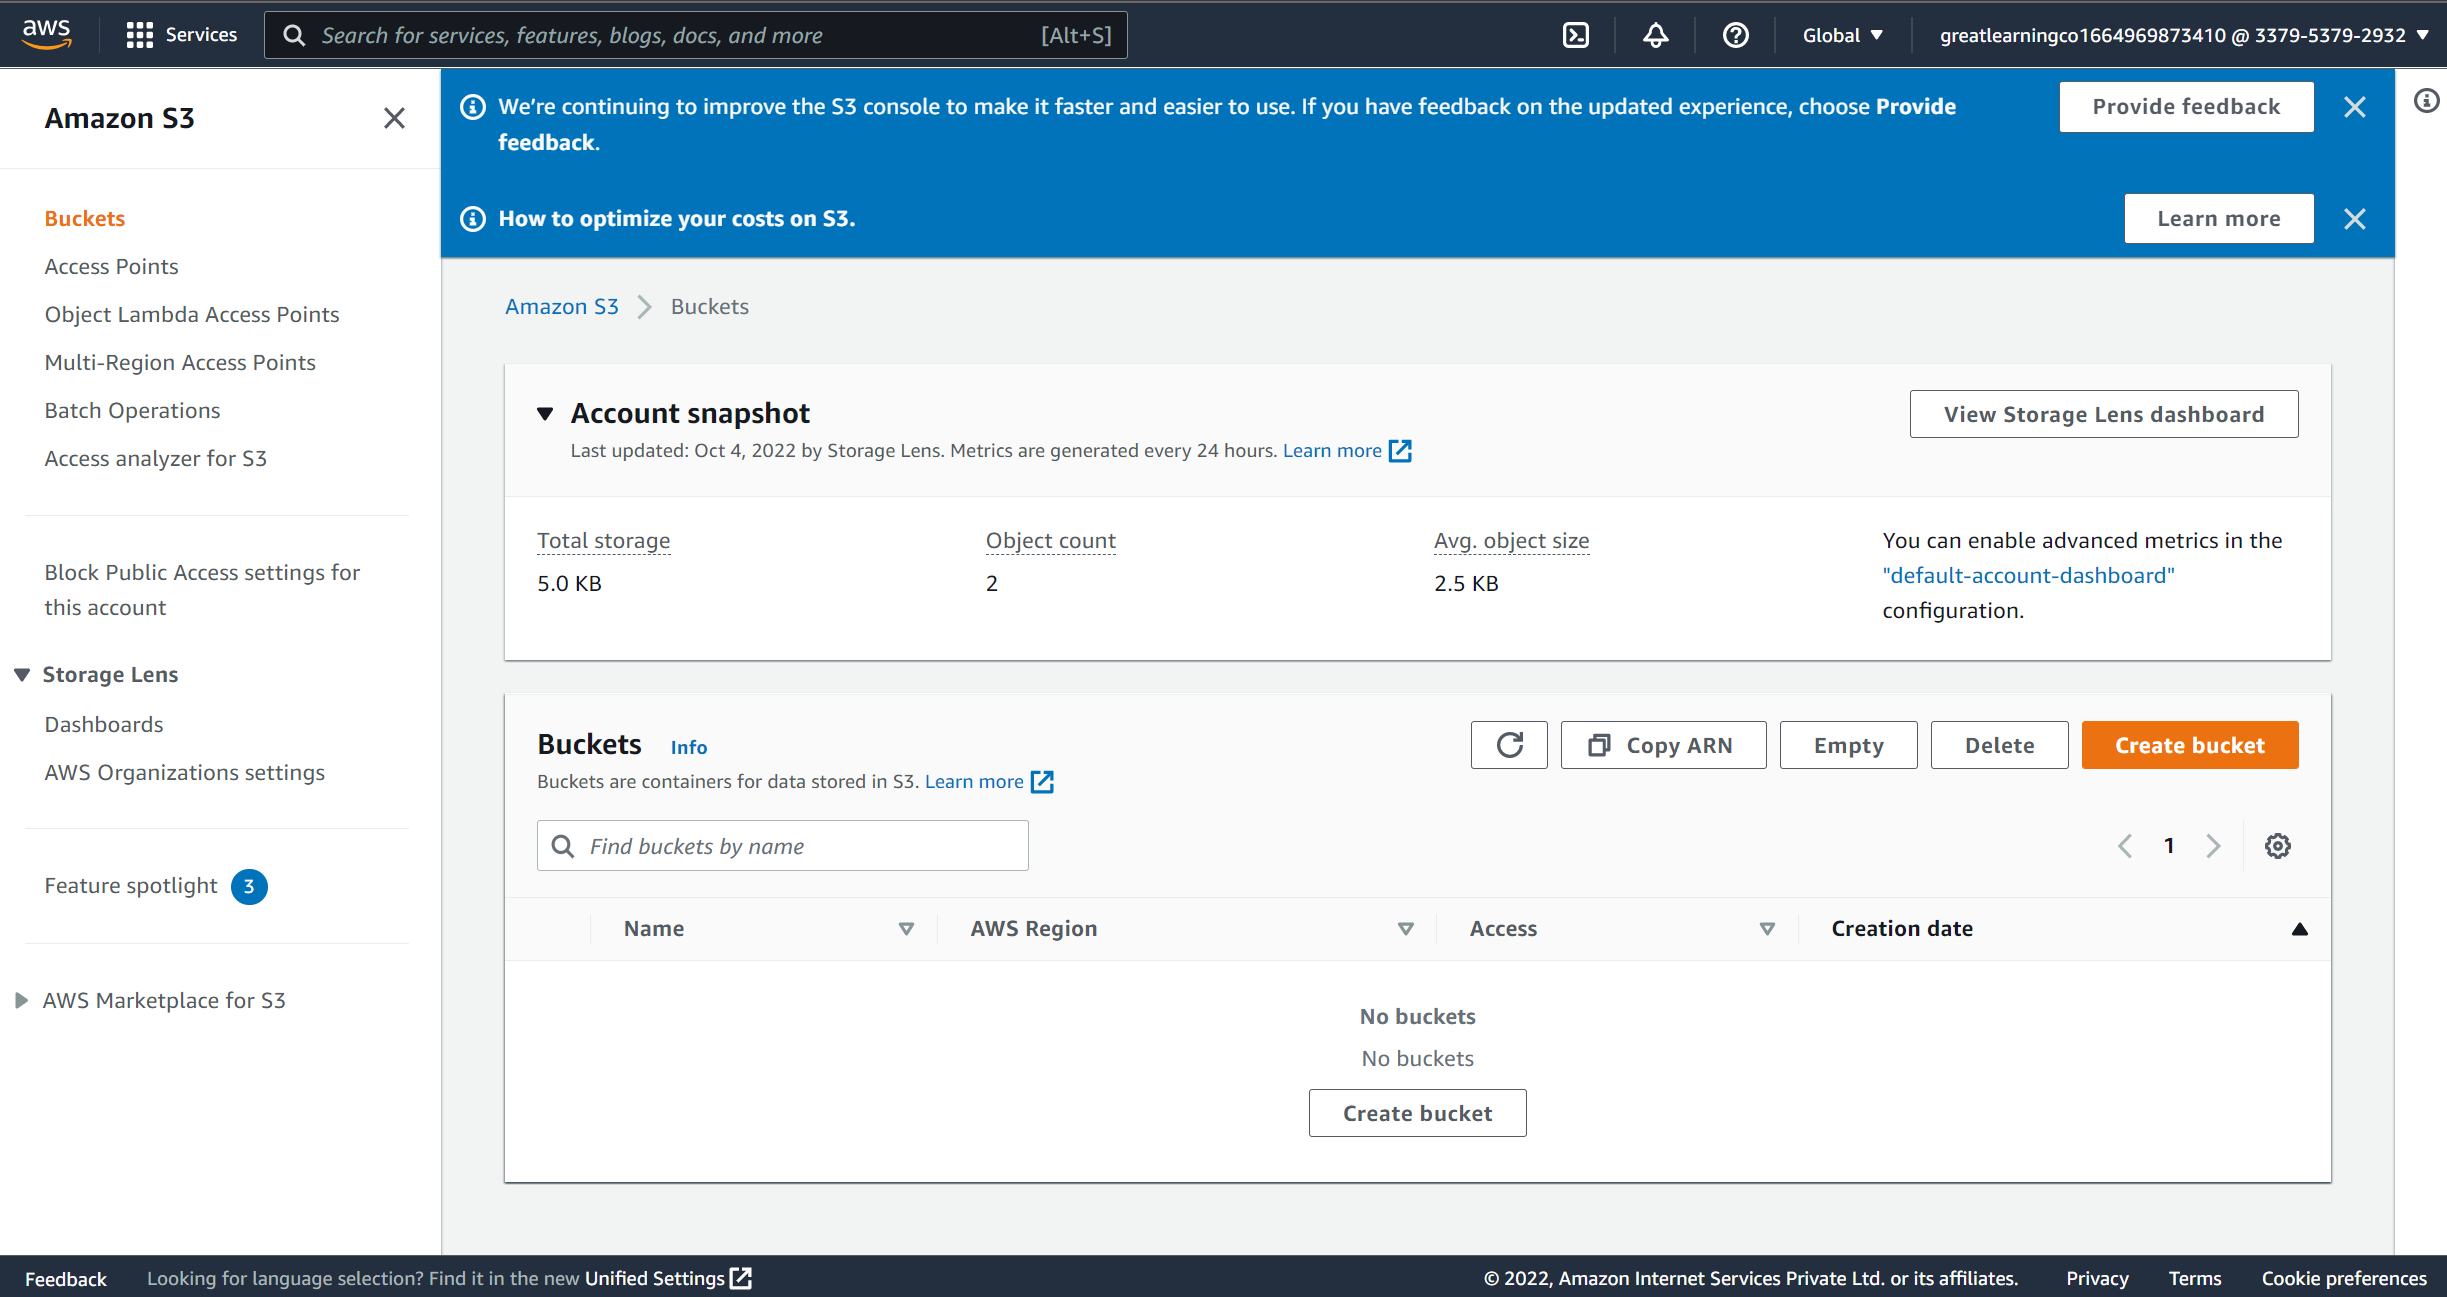 aws
Services
Search for services, features, blogs, docs, and more [Alt+S]
Global
greatlearningco1664969873410 @ 3379-5379-2932
Amazon S3
Buckets
Access Points
Object Lambda Access Points
Multi-Region Access Points
Batch Operations
Access analyzer for S3
Block Public Access settings for
this account
Storage Lens
Dashboards
AWS Organizations settings
Feature spotlight 3
AWS Marketplace for S3
We're continuing to improve the S3 console to make it faster and easier to use. If you have feedback on the updated experience, choose Provide
feedback.
Provide feedback
How to optimize your costs on S3.
Learn more
Amazon S3 Buckets
Account snapshot
Last updated: Oct 4, 2022 by Storage Lens. Metrics are generated every 24 hours. Learn more
View Storage Lens dashboard
Total storage
5.0 KB
Object count
2
Avg. object size
2.5 KB
You can enable advanced metrics in the
"default-account-dashboard"
configuration.
Buckets Info
Buckets are containers for data stored in S3. Learn more
Copy ARN
Empty
Delete
Create bucket
Find buckets by name
1
Name AWS Region Access Creation date
No buckets
No buckets
Create bucket
Feedback Looking for language selection? Find it in the new Unified Settings
© 2022, Amazon Internet Services Private Ltd. or its affiliates. Privacy Terms Cookie preferences